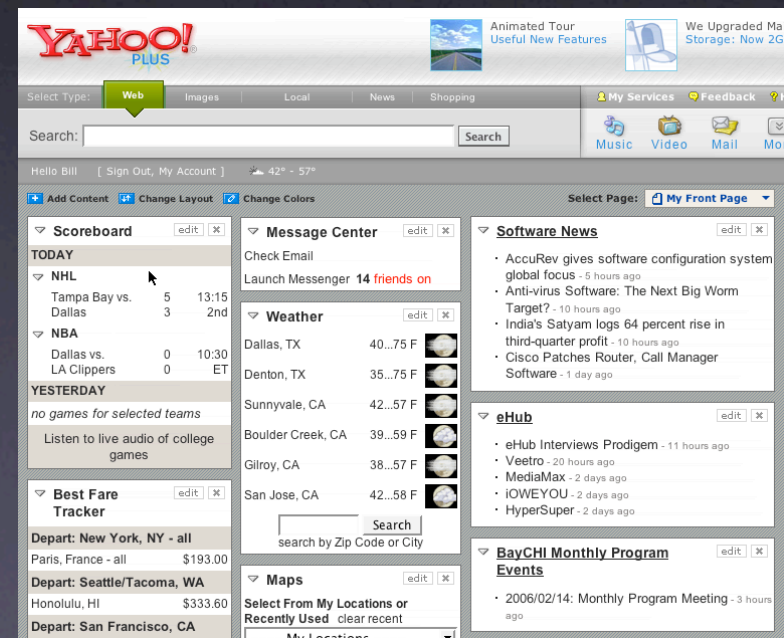 YAHOO!
PLUS
Animated Tour
Useful New Features
We Upgraded
Storage: Now
Select Type:
Web
Images
Local
News
Shopping
My Services
Feedback
Search:
Search
Music
Video
Mail
Hello Bill
[ Sign Out, My Account ]
42° - 57°
Add Content
Change Layout
Change Colors
Select Page:
My Front Page
Scoreboard
edit
TODAY
NHL
Tampa Bay vs. 5 13:15
Dallas 3 2nd
NBA
Dallas vs. 0 10:30
LA Clippers 0 ET
YESTERDAY
no games for selected teams
Listen to live audio of college
games
Best Fare
Tracker
edit
Depart: New York, NY - all
Paris, France - all $193.00
Depart: Seattle/Tacoma, WA
Honolulu, HI $333.60
Depart: San Francisco, CA
Message Center
edit
Check Email
Launch Messenger 14 friends on
Weather
edit
Dallas, TX 40...75 F
Denton, TX 35...75 F
Sunnyvale, CA 42...57 F
Boulder Creek, CA 39...59 F
Gilroy, CA 38...57 F
San Jose, CA 42...58 F
Search
search by Zip Code or City
Maps
edit
Select From My Locations or
Recently Used clear recent
My Locations
Software News
edit
· AccuRev gives software configuration system
global focus - 5 hours ago
· Anti-virus Software: The Next Big Worm
Target? - 10 hours ago
· India's Satyam logs 64 percent rise in
third-quarter profit - 10 hours ago
· Cisco Patches Router, Call Manager
Software - 1 day ago
eHub
edit
· eHub Interviews Prodigem - 11 hours ago
· Veetro - 20 hours ago
· MediaMax - 2 days ago
· iOWEYOU - 2 days ago
· HyperSuper - 2 days ago
BayCHI Monthly Program
Events
edit
· 2006/02/14: Monthly Program Meeting - 3 hours
ago